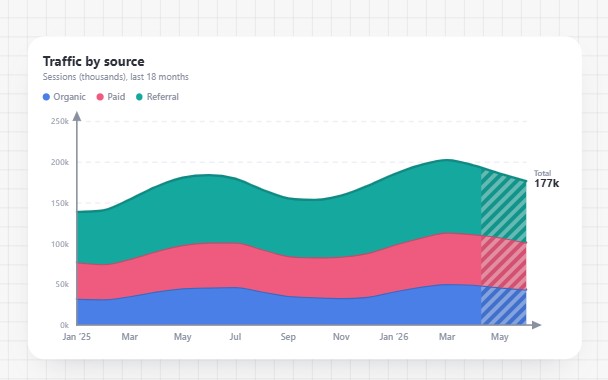 Traffic by source
Sessions (thousands), last 18 months
Organic Paid Referral
250k
200k
150k
100k
50k
0k
Jan '25 Mar May Jul Sep Nov Jan '26 Mar May
Total
177k